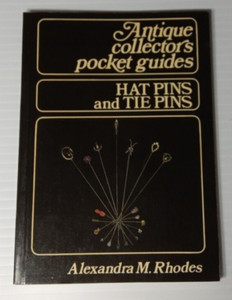 Antique
collector's
pocket guides
HAT PINS
and TIE PINS
Alexandra M. Rhodes